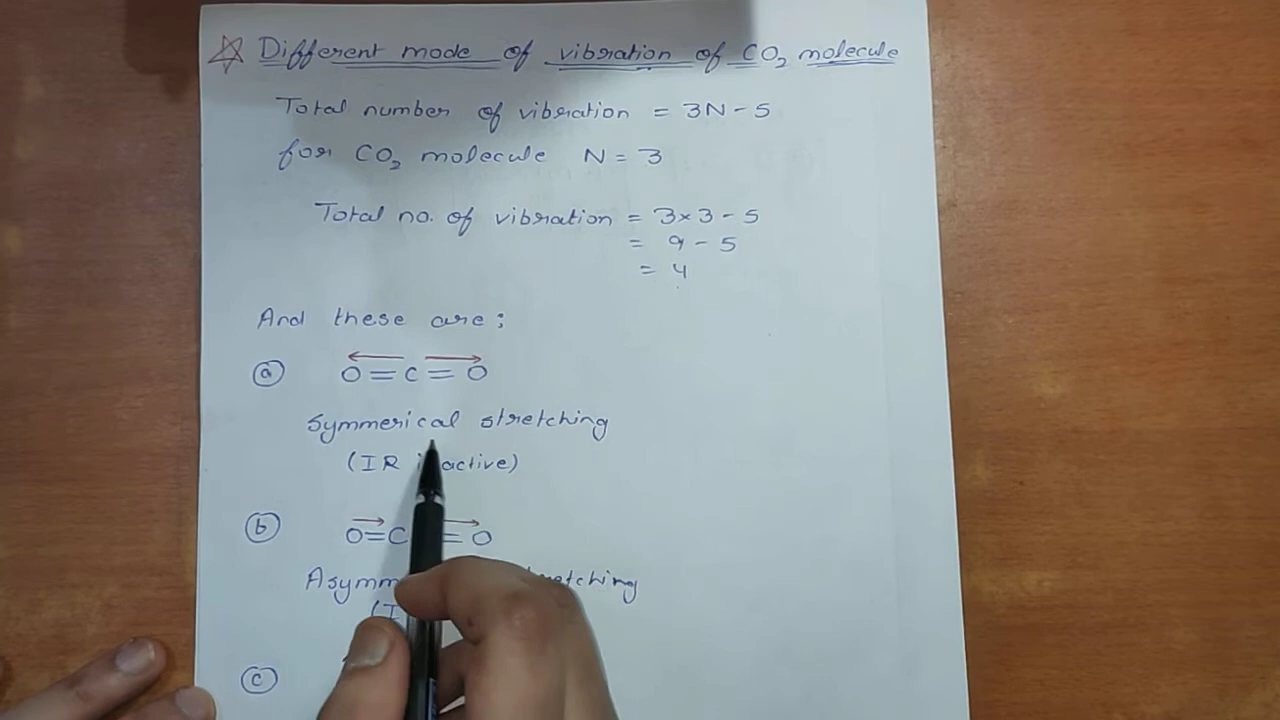 Different mode of vibration of CO₂ molecule
Total number of vibration = 3N - 5
for CO₂ molecule N = 3
Total no. of vibration = 3×3 - 5
= 9 - 5
= 4
And these are:
(a) O=C=O
Symmerical stretching
(IR active)
(b) O=C=O
(c)